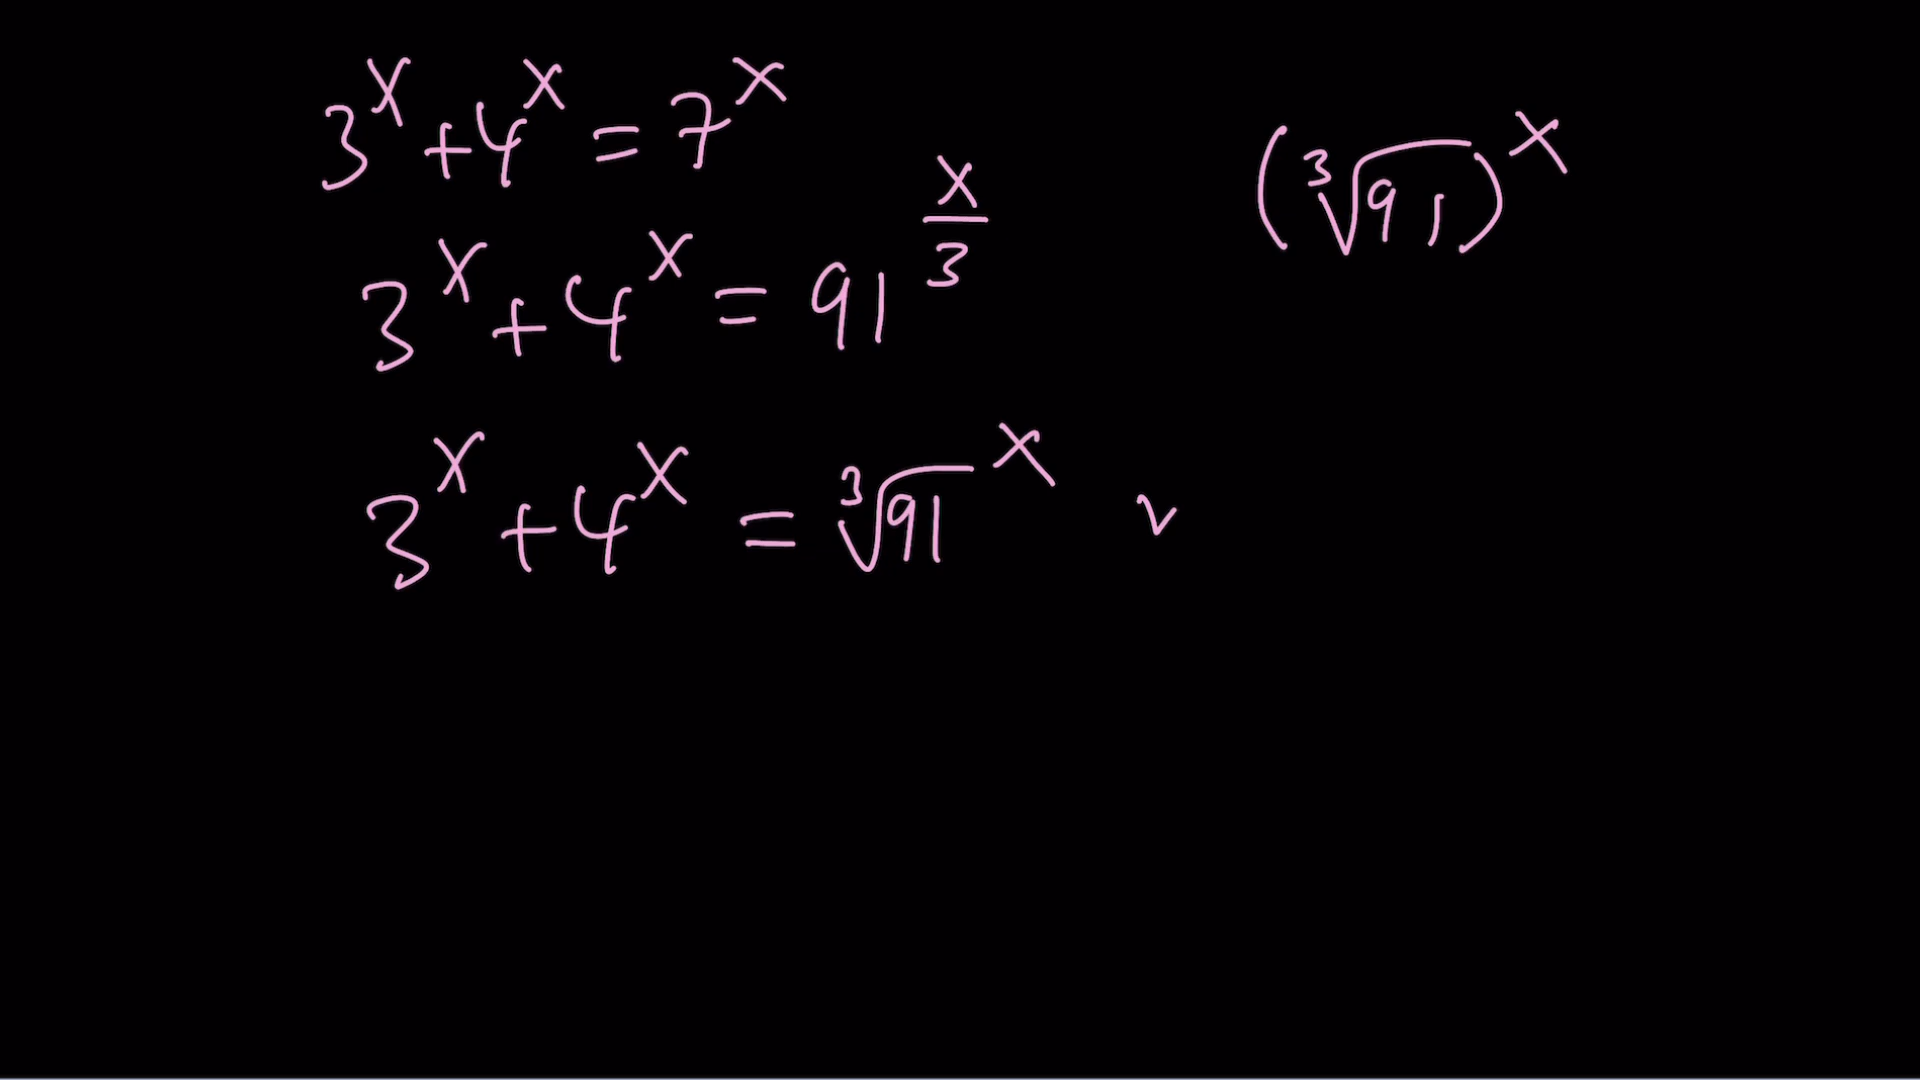 3^x + 4^x = 7^x
(∛91)^x
3^x + 4^x = 91^(x/3)
3^x + 4^x = ∛91^x ✓